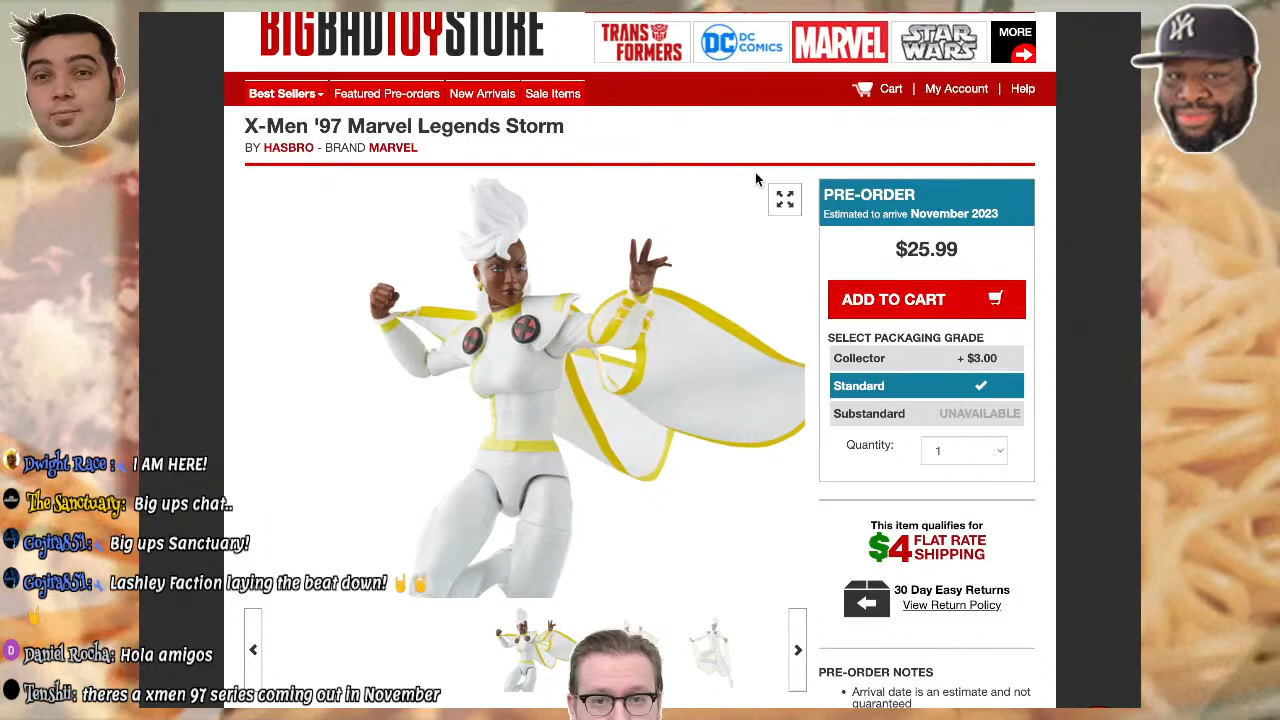 BIGBADTOYSTORE
TRANSFORMERS
DC DC COMICS
MARVEL
STAR WARS
MORE
Best Sellers
Featured Pre-orders
New Arrivals
Sale Items
Cart | My Account | Help
X-Men '97 Marvel Legends Storm
BY HASBRO - BRAND MARVEL
PRE-ORDER
Estimated to arrive November 2023
$25.99
ADD TO CART
SELECT PACKAGING GRADE
Collector + $3.00
Standard
Substandard UNAVAILABLE
Quantity: 1
This item qualifies for
$4 FLAT RATE
SHIPPING
30 Day Easy Returns
View Return Policy
PRE-ORDER NOTES
• Arrival date is an estimate and not
guaranteed
Dwight Race: I AM HERE!
The Sanctuary: Big ups chat..
Gojira851: Big ups Sanctuary!
Gojira851: Lashley Faction laying the beat down!
D Daniel Rocha: Hola amigos
Tenshii: theres a xmen 97 series coming out in November